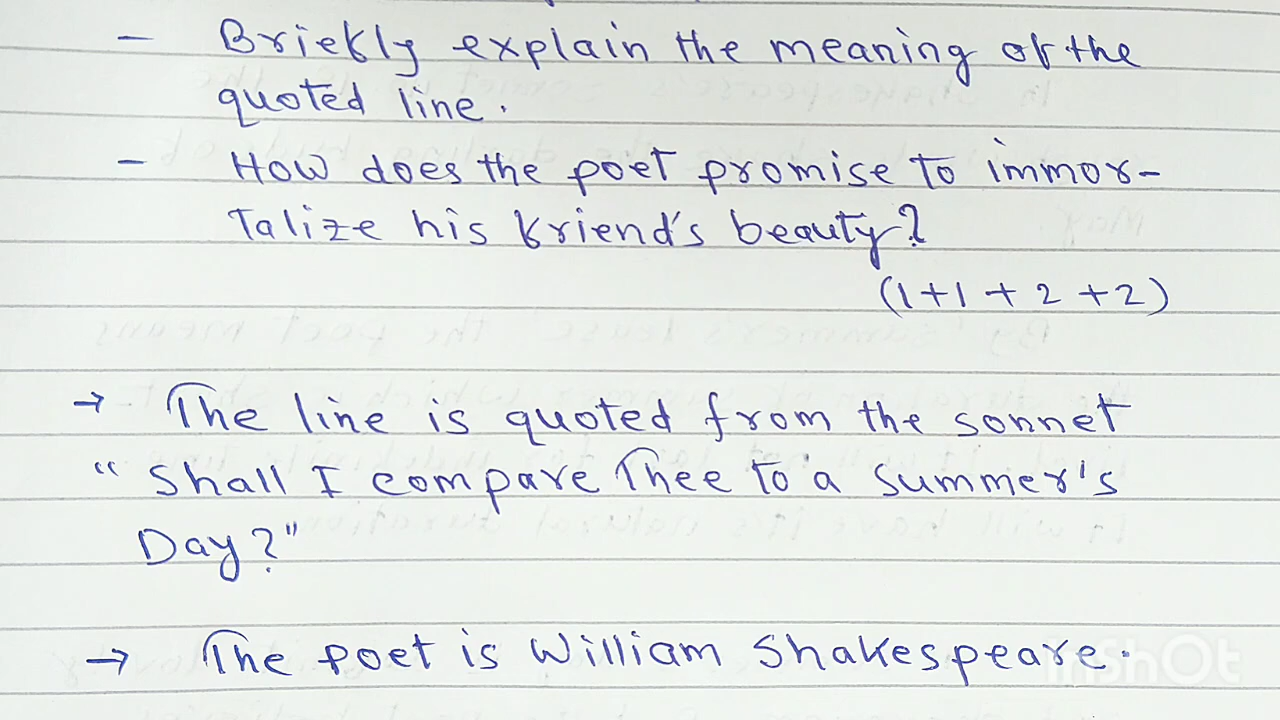 - Briefly explain the meaning of the
quoted line.
- How does the poet promise to immor-
talize his friend's beauty?
(1+1+2+2)
→ The line is quoted from the sonnet
"Shall I compare Thee to a Summer's
Day?"
→ The poet is William Shakespeare.
InShOt